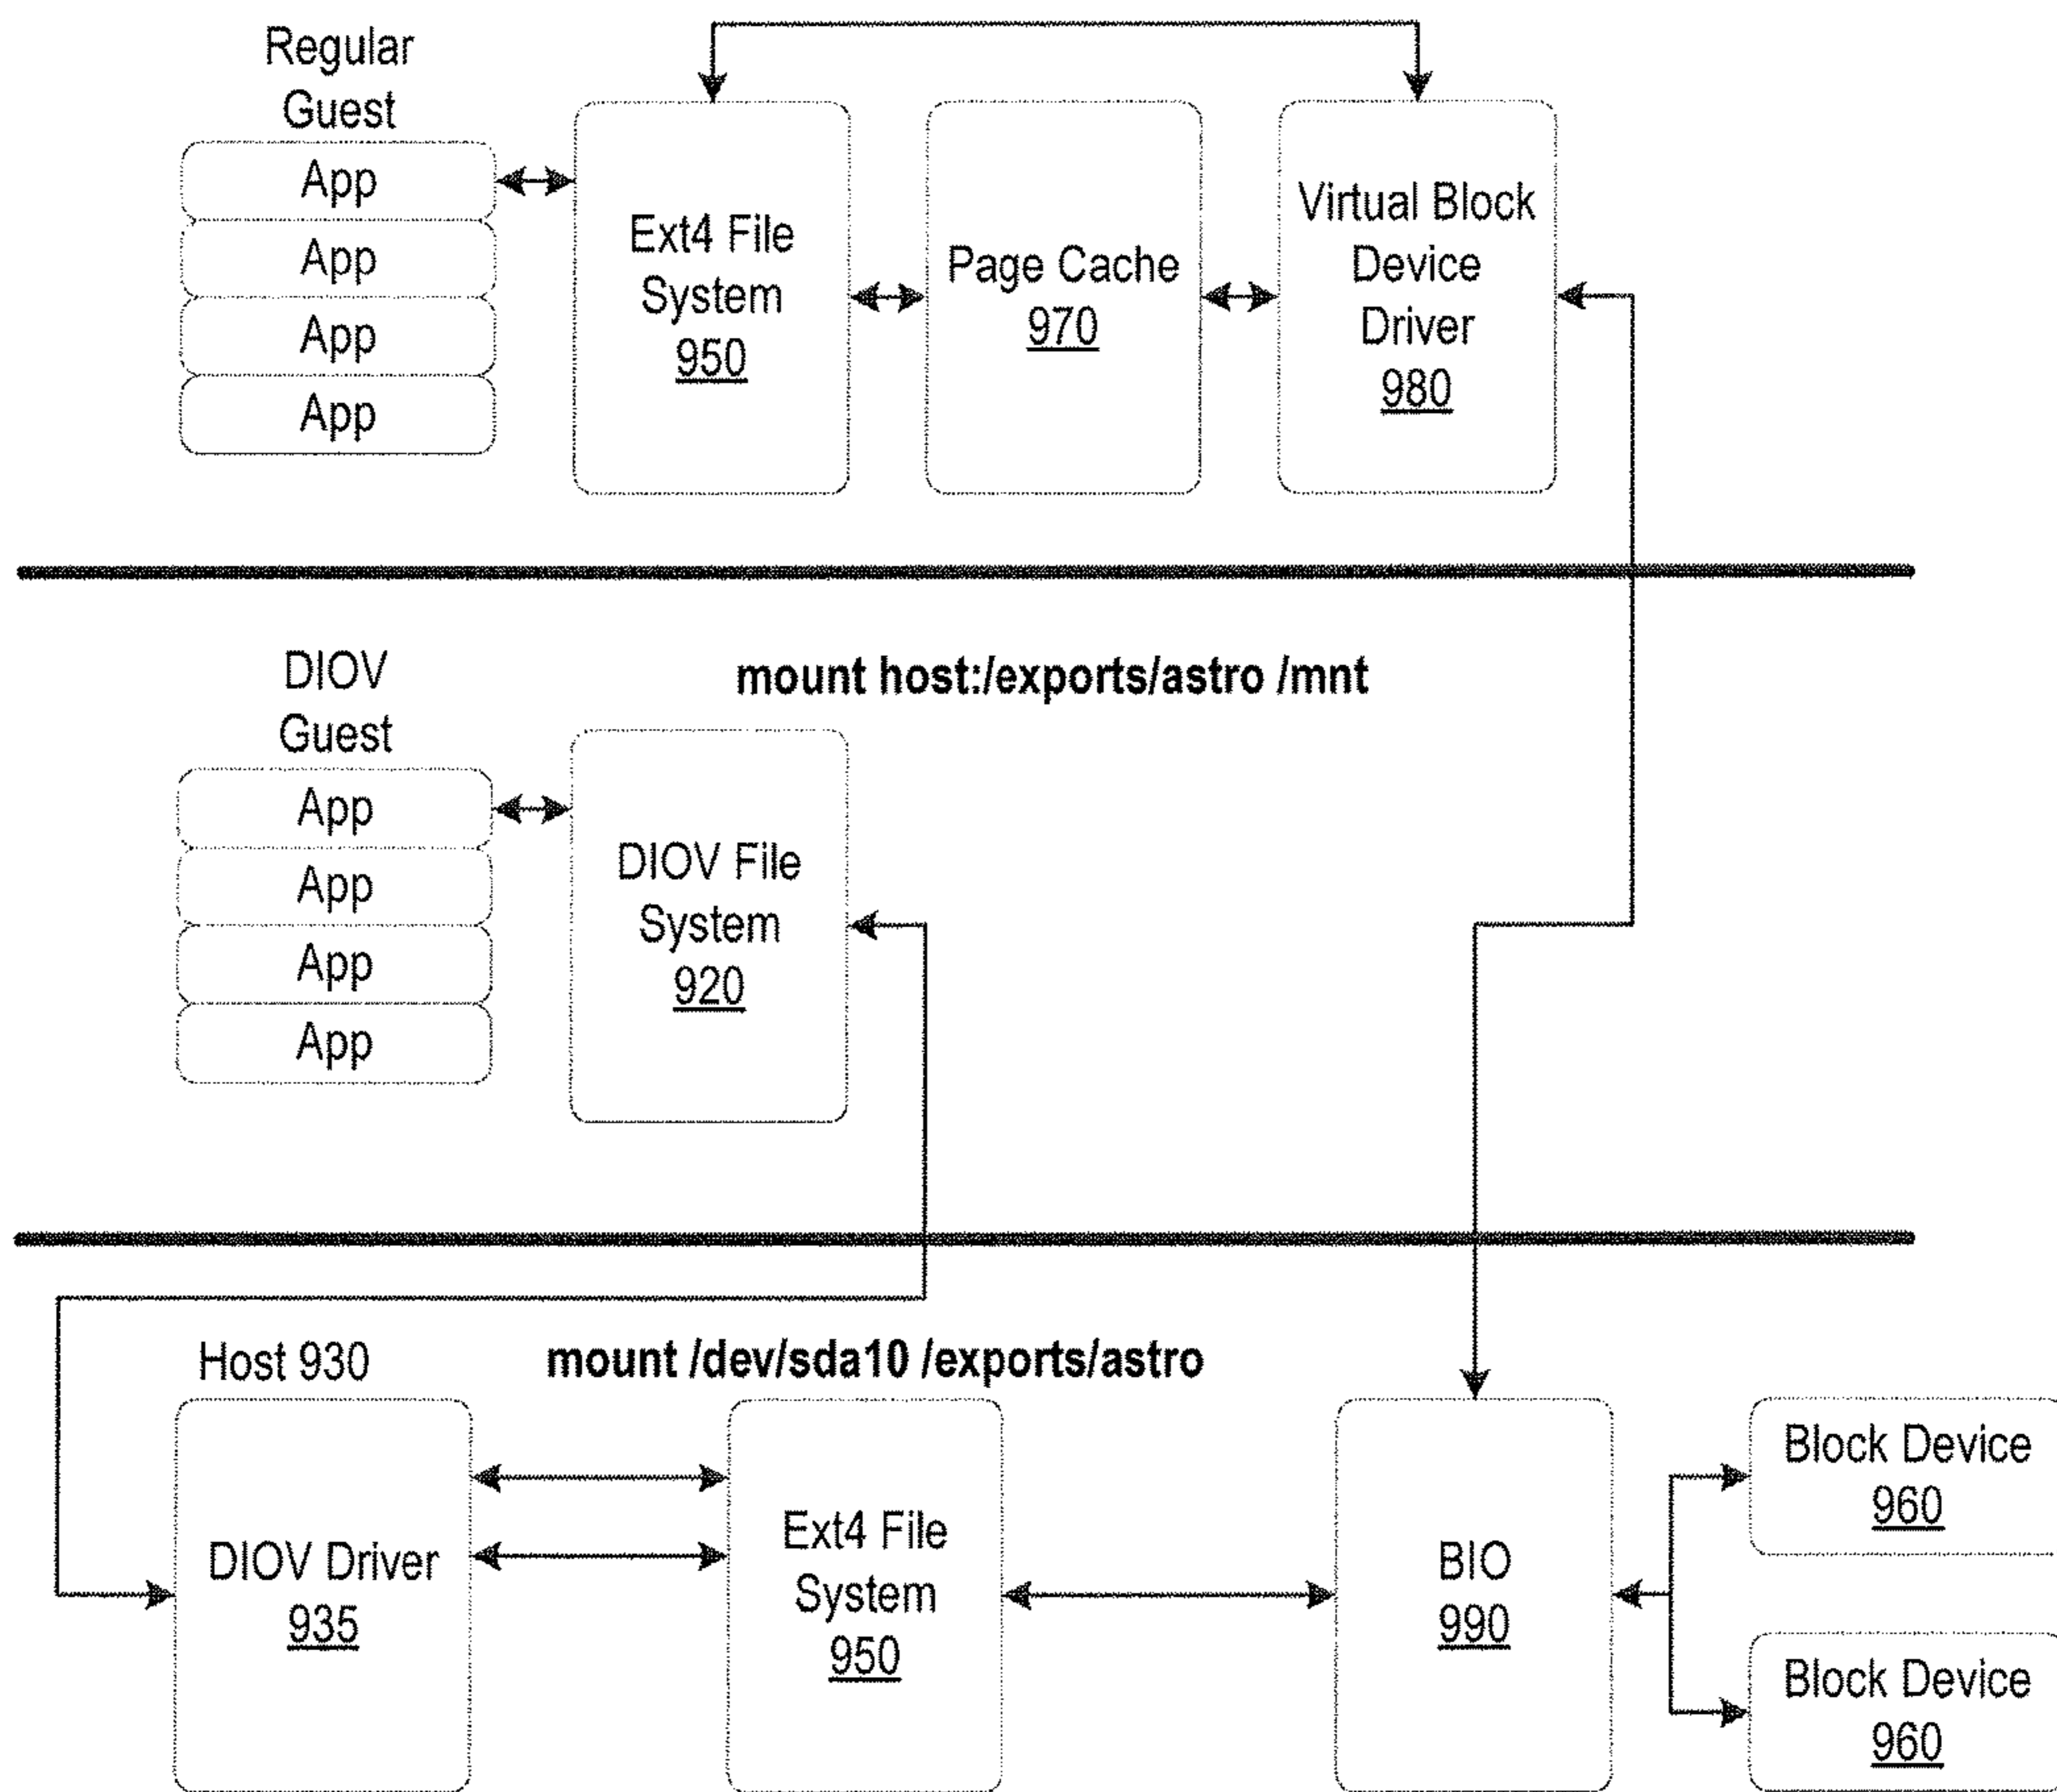 Regular
Guest
App
App
App
App
Ext4 File
System
950
Page Cache
970
Virtual Block
Device
Driver
980
DIOV
Guest
mount host:/exports/astro /mnt
App
App
App
App
DIOV File
System
920
Host 930
mount /dev/sda10 /exports/astro
DIOV Driver
935
Ext4 File
System
950
BIO
990
Block Device
960
Block Device
960